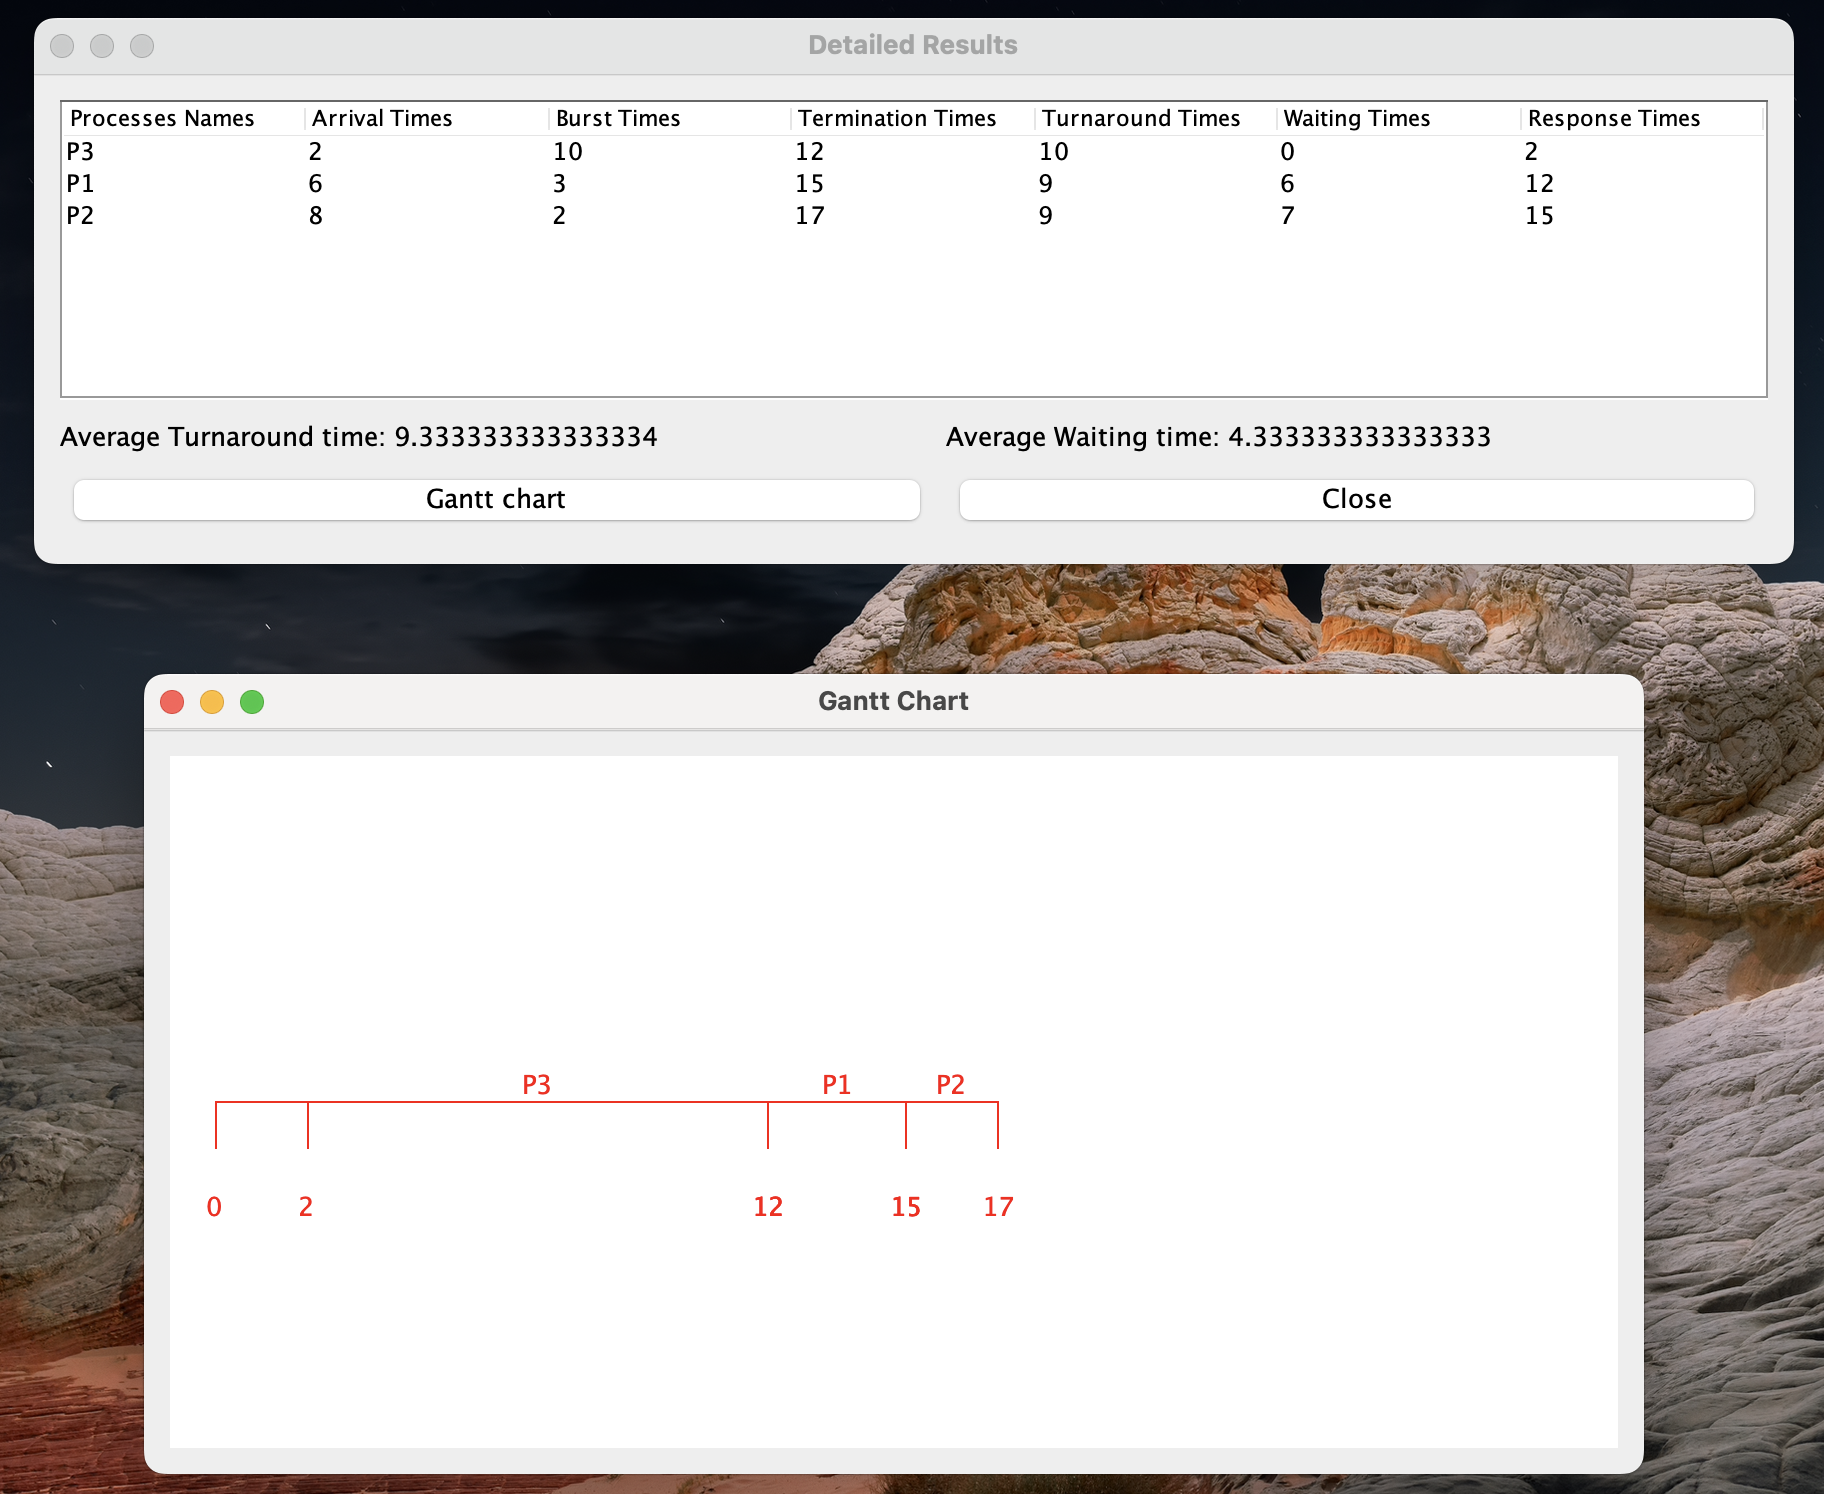 Detailed Results
Processes Names Arrival Times Burst Times Termination Times Turnaround Times Waiting Times Response Times
P3 2 10 12 10 0 2
P1 6 3 15 9 6 12
P2 8 2 17 9 7 15
Average Turnaround time: 9.333333333333334 Average Waiting time: 4.333333333333333
Gantt chart Close
Gantt Chart
P3 P1 P2
0 2 12 15 17